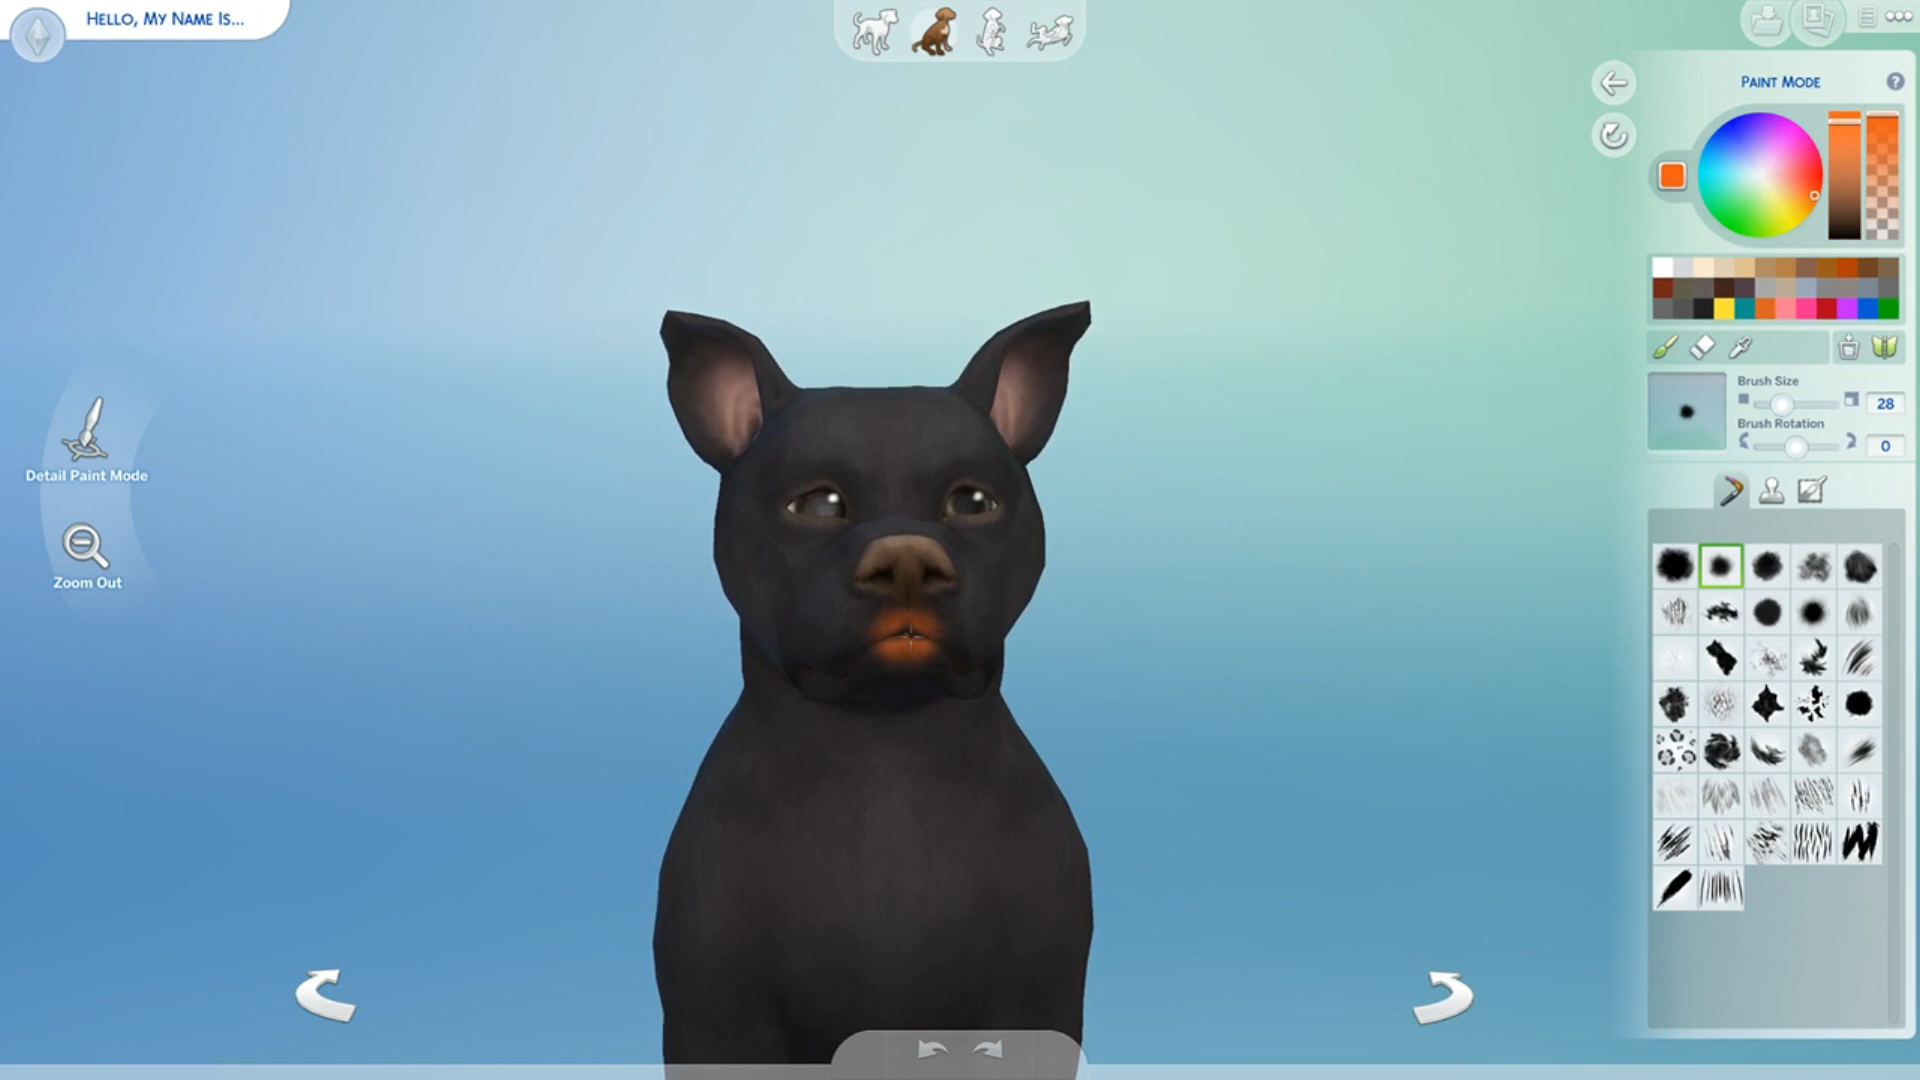 Hello, My Name Is...
Paint Mode
?
Brush Size
28
Brush Rotation
0
Detail Paint Mode
Zoom Out